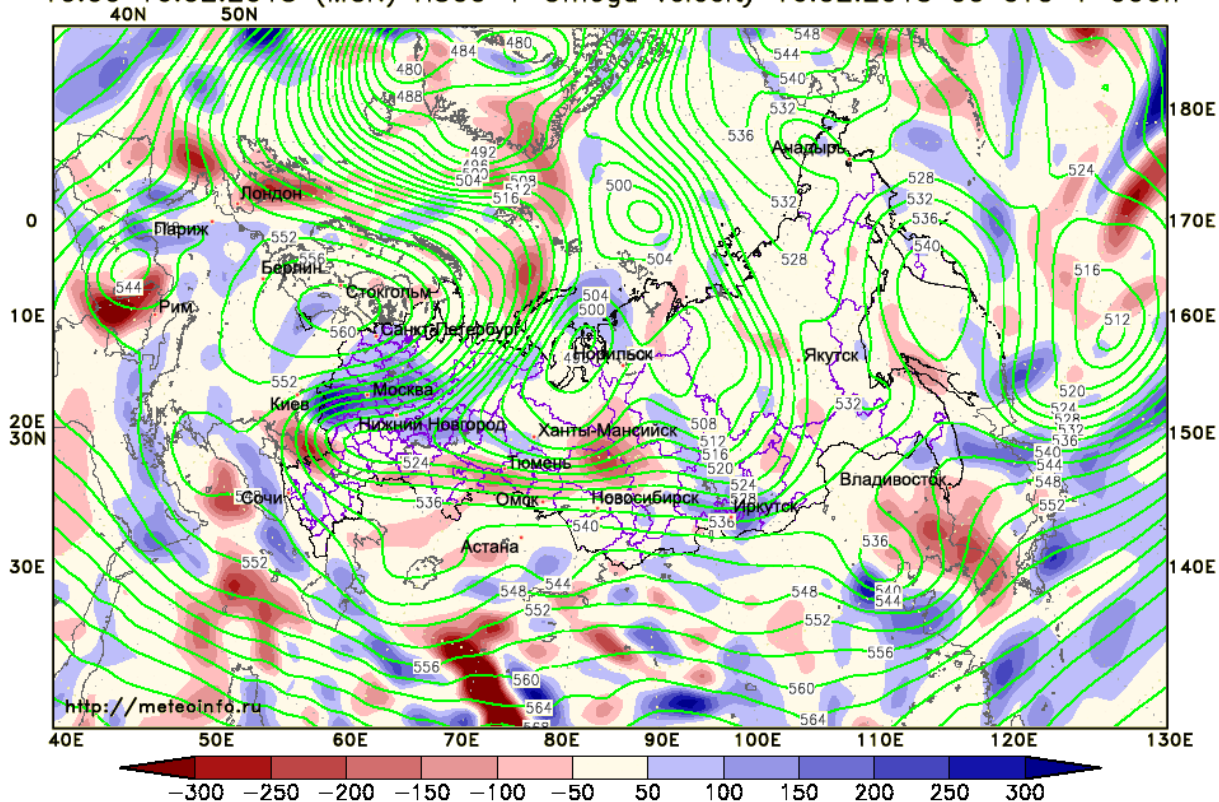 40N 50N
548
484 480 544
480 540
488 532
180E
536
Анадырь
492
496
500 524
504 508 500 528
512
516 532 532
Лондон
0 170E
Париж 536
552 540
556 504 528
Берлин 516
544 Стокгольм 504
500
Рим
10E 160E
512
560 Санкт-Петербург
Норильск Якутск
552 520
Москва
Киев 532 524
528
20E Нижний Новгород 508 532
30N Ханты-Мансийск 512 536 150E
516 540
524 Тюмень 520 544
524 Владивосток 548
Сочи 536 Омск Новосибирск 528 Иркутск 552
540 536
Астана 536
552
30E 544 140E
548 548 540
544
552 552
556 556
560 560
564 564
http://meteoinfo.ru
568
40E 50E 60E 70E 80E 90E 100E 110E 120E 130E
-300 -250 -200 -150 -100 -50 50 100 150 200 250 300